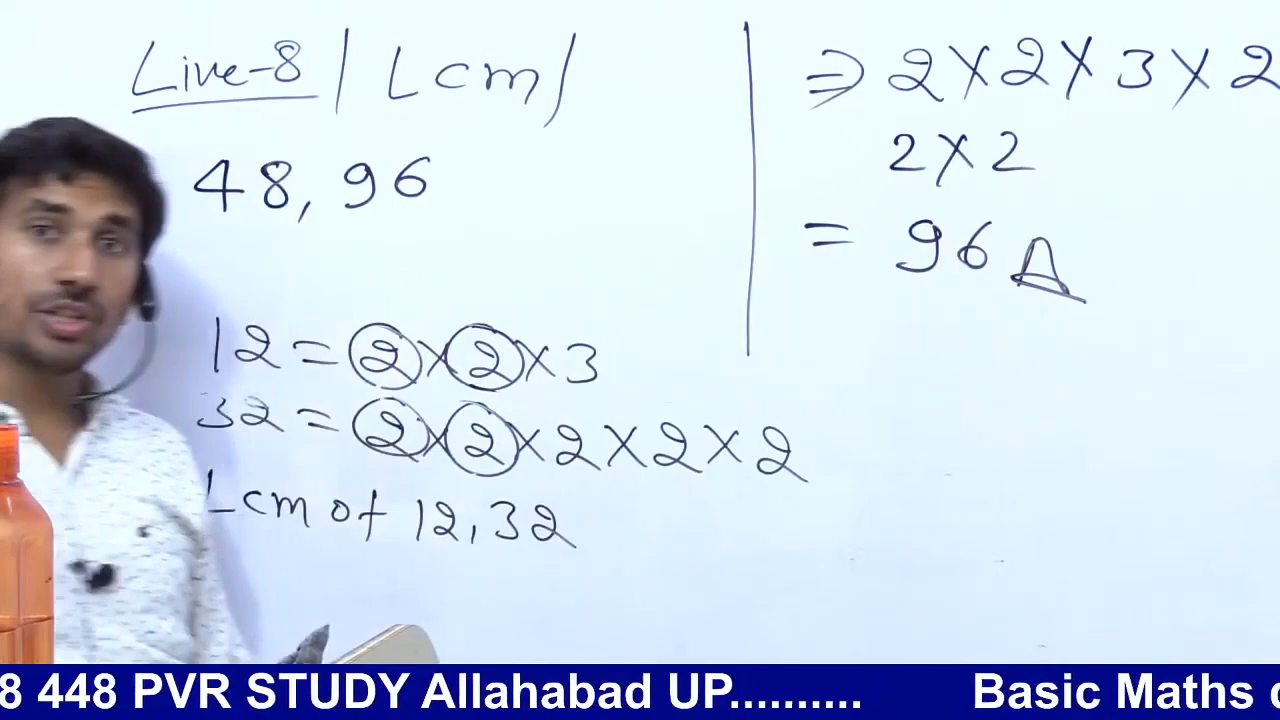 Live-8 | Lcm |
48, 96
12 = 2 × 2 × 3
32 = 2 × 2 × 2 × 2 × 2
Lcm of 12, 32
⇒ 2 × 2 × 3 × 2
2 × 2
= 96 A
8 448 PVR STUDY Allahabad UP.......... Basic Maths